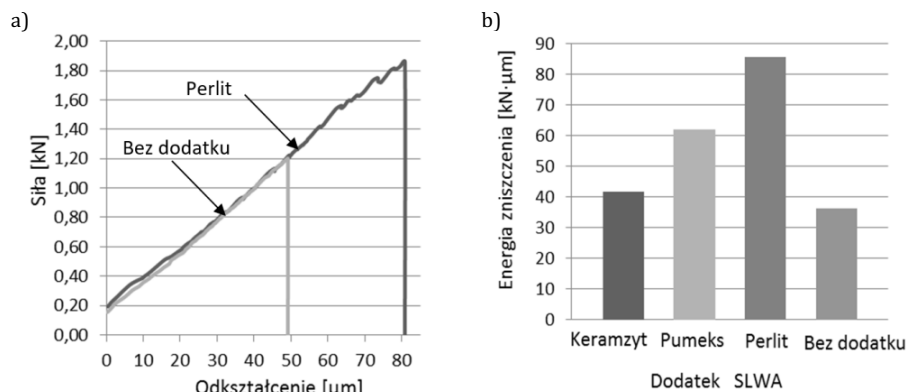 a)
Siła [kN]
2,00
1,80
1,60
1,40
1,20
1,00
0,80
0,60
0,40
0,20
0,00
Perlit
Bez dodatku
0 10 20 30 40 50 60 70 80
Odkształcenie [µm]
b)
Energia zniszczenia [kN·µm]
90
80
70
60
50
40
30
20
10
0
Keramzyt Pumeks Perlit Bez dodatku
Dodatek SLWA